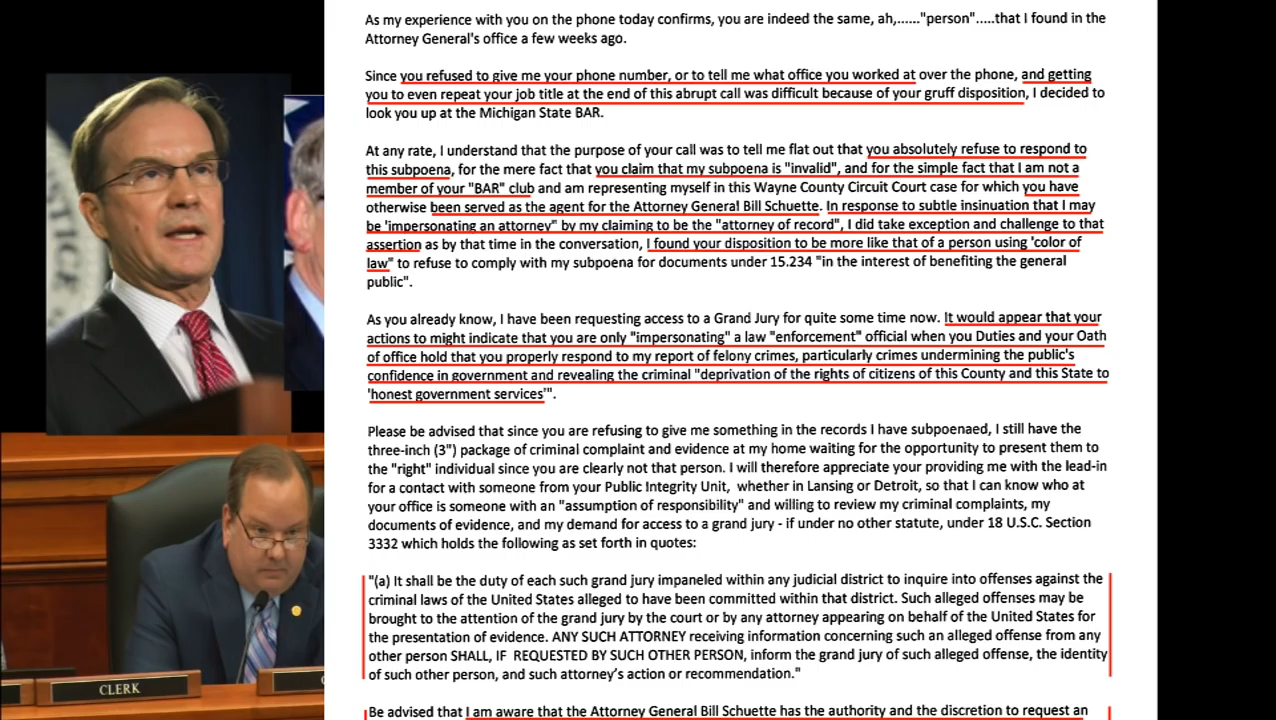 As my experience with you on the phone today confirms, you are indeed the same, ah,......"person".....that I found in the
Attorney General's office a few weeks ago.
Since you refused to give me your phone number, or to tell me what office you worked at over the phone, and getting
you to even repeat your job title at the end of this abrupt call was difficult because of your gruff disposition, I decided to
look you up at the Michigan State BAR.
At any rate, I understand that the purpose of your call was to tell me flat out that you absolutely refuse to respond to
this subpoena, for the mere fact that you claim that my subpoena is "invalid", and for the simple fact that I am not a
member of your "BAR" club and am representing myself in this Wayne County Circuit Court case for which you have
otherwise been served as the agent for the Attorney General Bill Schuette. In response to subtle insinuation that I may
be 'impersonating an attorney" by my claiming to be the "attorney of record", I did take exception and challenge to that
assertion as by that time in the conversation, I found your disposition to be more like that of a person using 'color of
law" to refuse to comply with my subpoena for documents under 15.234 "in the interest of benefiting the general
public".
As you already know, I have been requesting access to a Grand Jury for quite some time now. It would appear that your
actions to might indicate that you are only "impersonating" a law "enforcement" official when you Duties and your Oath
of office hold that you properly respond to my report of felony crimes, particularly crimes undermining the public's
confidence in government and revealing the criminal "deprivation of the rights of citizens of this County and this State to
'honest government services'".
Please be advised that since you are refusing to give me something in the records I have subpoenaed, I still have the
three-inch (3") package of criminal complaint and evidence at my home waiting for the opportunity to present them to
the "right" individual since you are clearly not that person. I will therefore appreciate your providing me with the lead-in
for a contact with someone from your Public Integrity Unit, whether in Lansing or Detroit, so that I can know who at
your office is someone with an "assumption of responsibility" and willing to review my criminal complaints, my
documents of evidence, and my demand for access to a grand jury - if under no other statute, under 18 U.S.C. Section
3332 which holds the following as set forth in quotes:
"(a) It shall be the duty of each such grand jury impaneled within any judicial district to inquire into offenses against the
criminal laws of the United States alleged to have been committed within that district. Such alleged offenses may be
brought to the attention of the grand jury by the court or by any attorney appearing on behalf of the United States for
the presentation of evidence. ANY SUCH ATTORNEY receiving information concerning such an alleged offense from any
other person SHALL, IF REQUESTED BY SUCH OTHER PERSON, inform the grand jury of such alleged offense, the identity
of such other person, and such attorney's action or recommendation."
Be advised that I am aware that the Attorney General Bill Schuette has the authority and the discretion to request an
CLERK